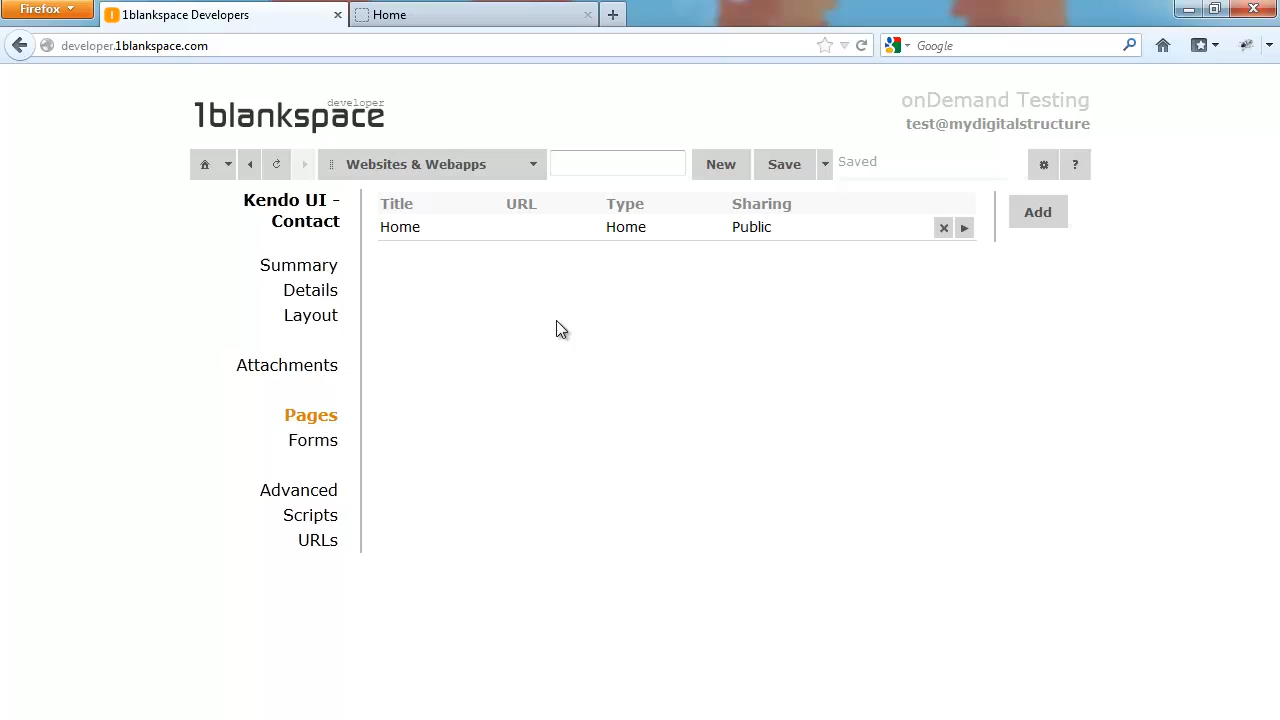 Firefox
1blankspace Developers
Home
developer.1blankspace.com
Google
developer
1blankspace
onDemand Testing
test@mydigitalstructure
Websites & Webapps
New
Save
Saved
?
Kendo UI -
Contact
Summary
Details
Layout
Attachments
Pages
Forms
Advanced
Scripts
URLs
Title URL Type Sharing
Home Home Public
Add